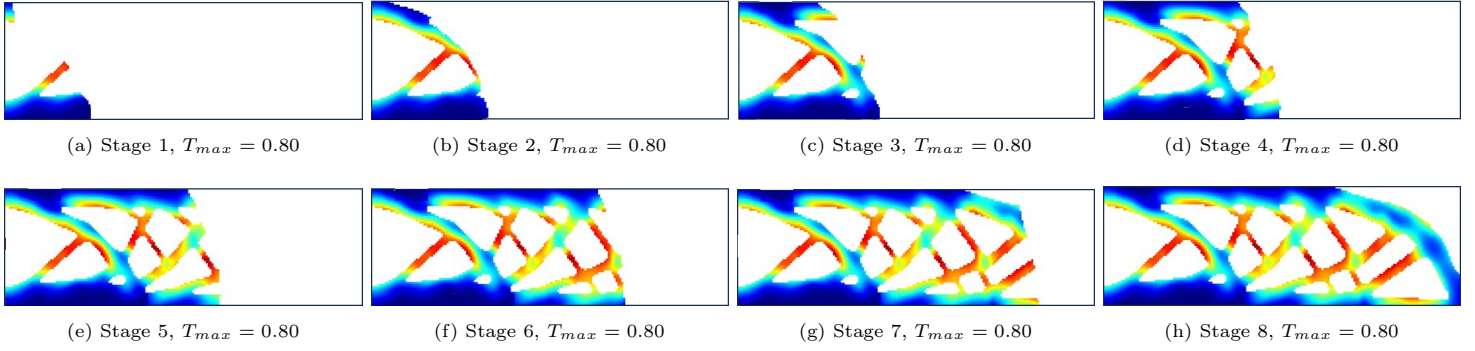 (a) Stage 1, T_max = 0.80
(b) Stage 2, T_max = 0.80
(c) Stage 3, T_max = 0.80
(d) Stage 4, T_max = 0.80
(e) Stage 5, T_max = 0.80
(f) Stage 6, T_max = 0.80
(g) Stage 7, T_max = 0.80
(h) Stage 8, T_max = 0.80